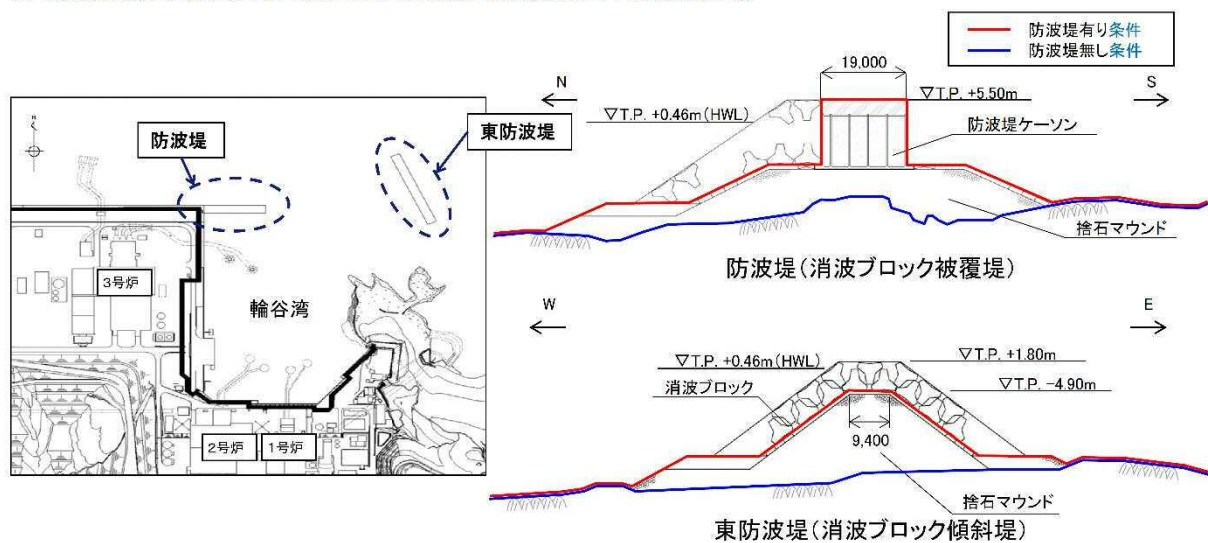 防波堤有り条件
防波堤無し条件
N
防波堤
東防波堤
3号炉
輪谷湾
2号炉
1号炉
N
19,000
S
▽T.P. +0.46m(HWL)
▽T.P. +5.50m
防波堤ケーソン
捨石マウンド
防波堤(消波ブロック被覆堤)
W
E
▽T.P. +0.46m(HWL)
▽T.P. +1.80m
消波ブロック
▽T.P. -4.90m
9,400
捨石マウンド
東防波堤(消波ブロック傾斜堤)